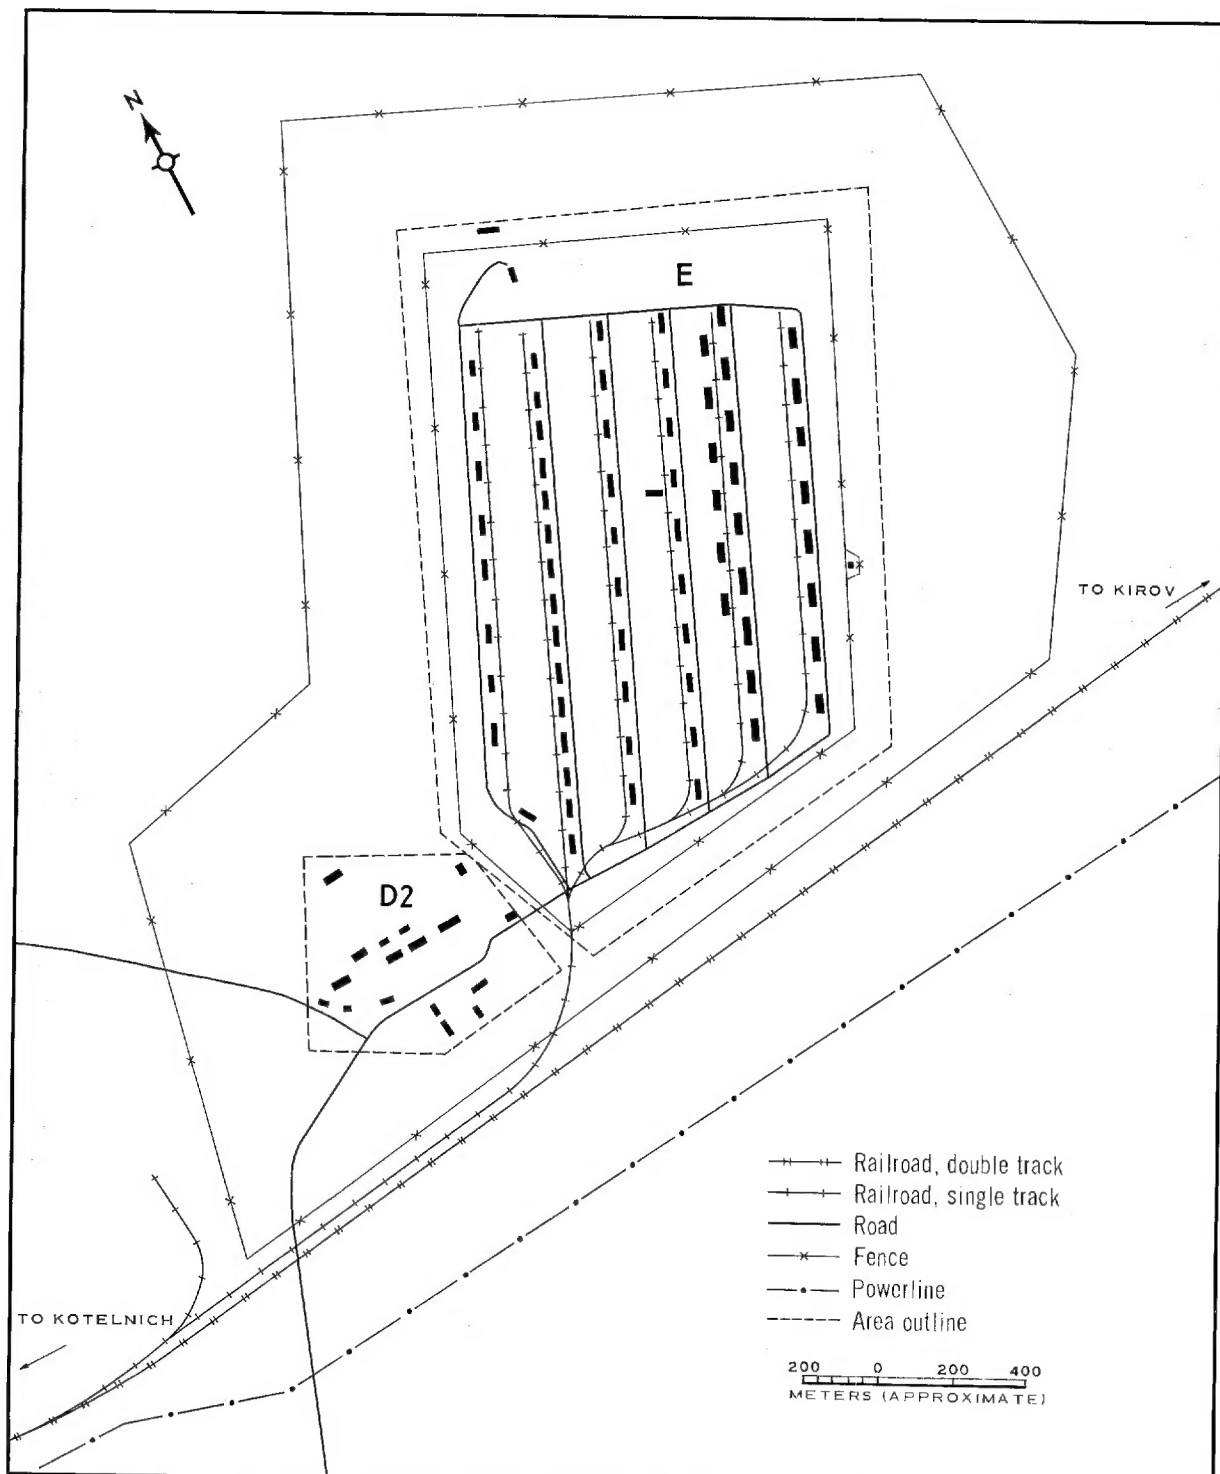 N
E
TO KIROV
D2
TO KOTELNICH
Railroad, double track
Railroad, single track
Road
Fence
Powerline
Area outline
200 0 200 400
METERS (APPROXIMATE)